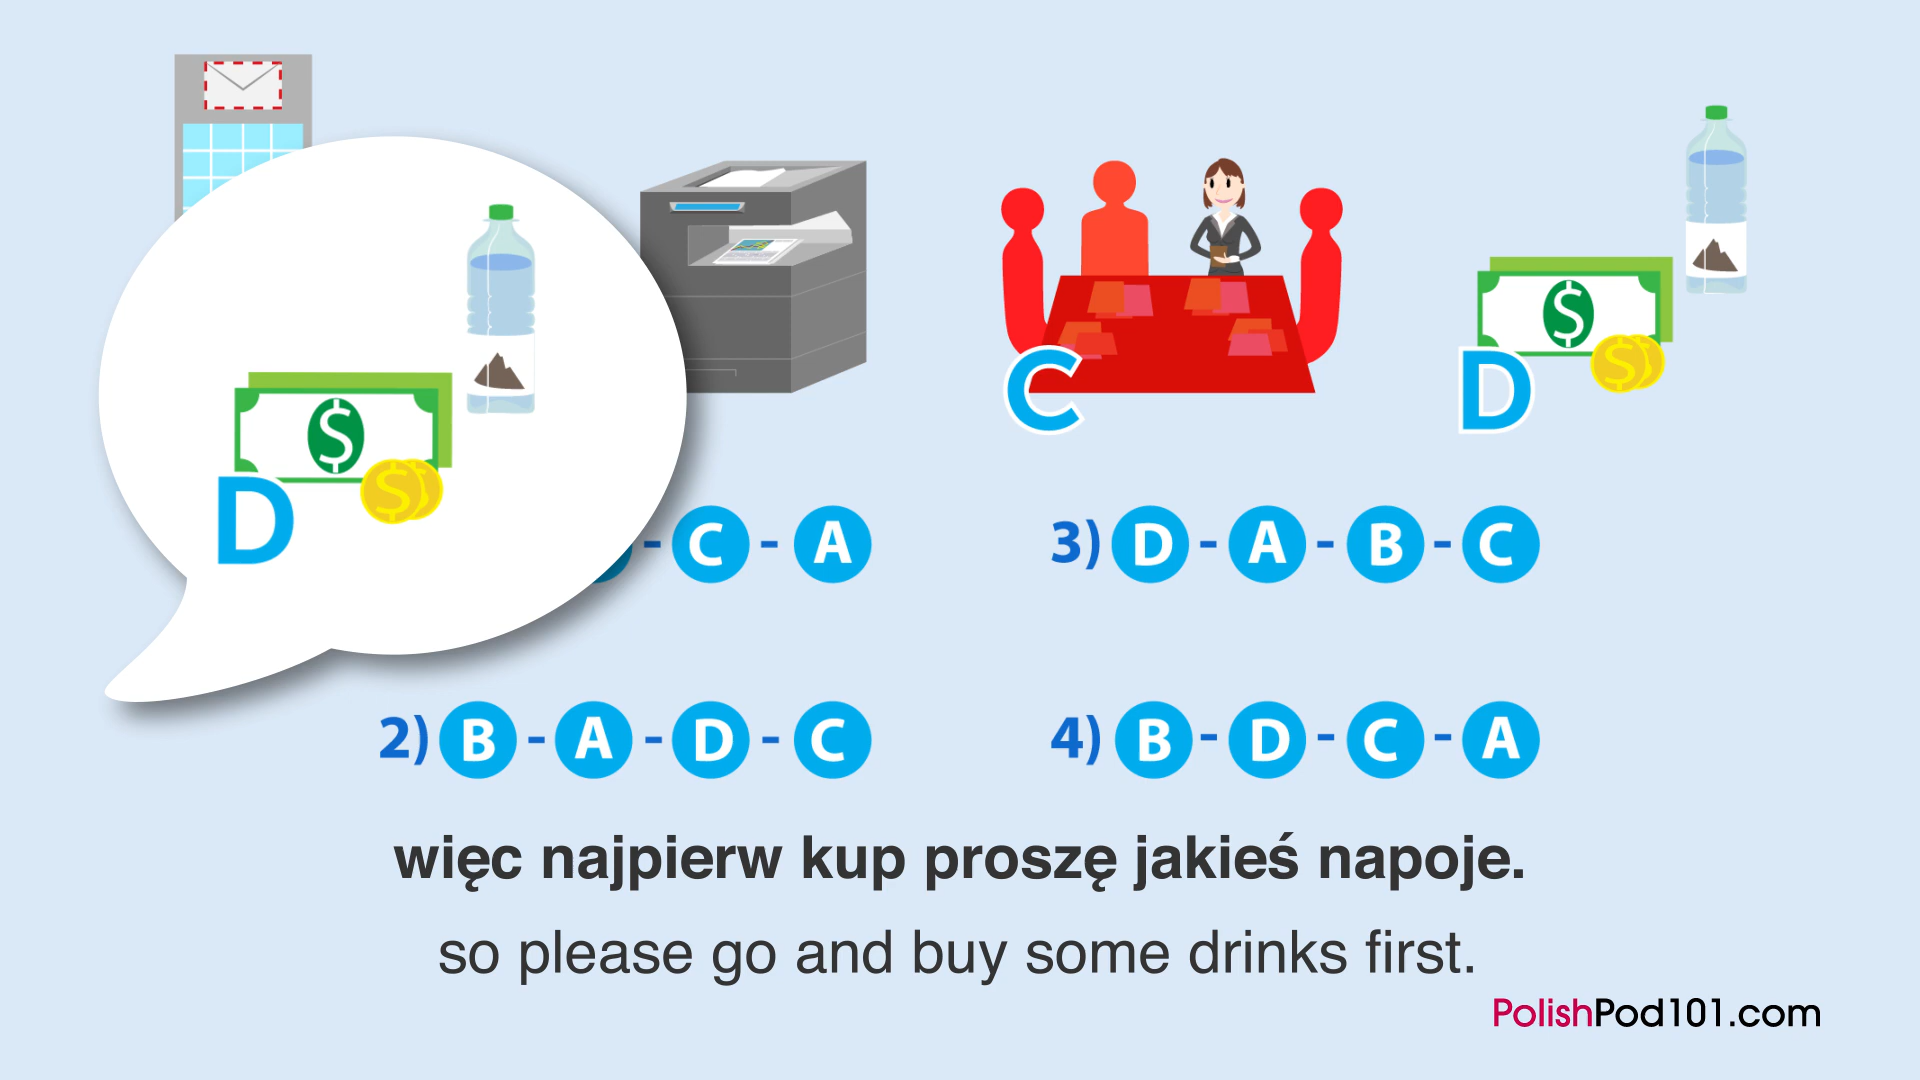 C
D
D
- C - A
3) D - A - B - C
2) B - A - D - C
4) B - D - C - A
więc najpierw kup proszę jakieś napoje.
so please go and buy some drinks first.
PolishPod101.com